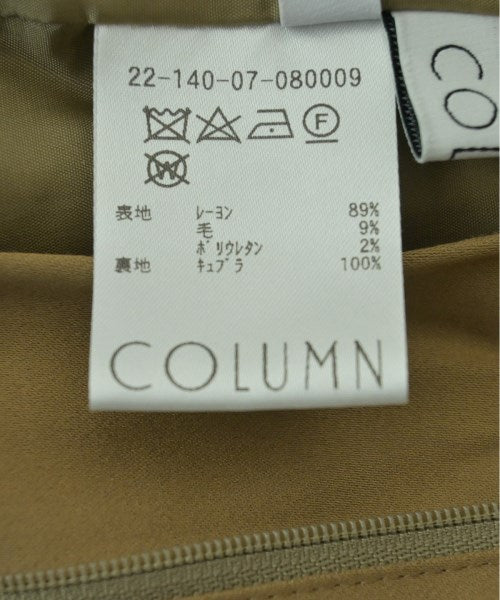 22-140-07-080009
F
W
表地 レーヨン 89%
毛 9%
ポリウレタン 2%
裏地 キュプラ 100%
COLUMN
COL